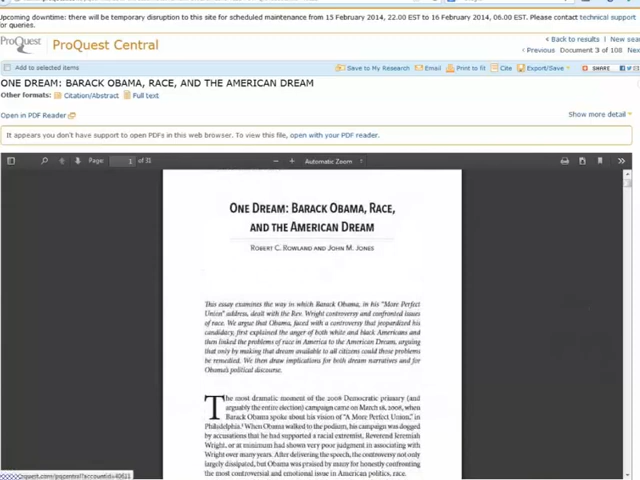 Upcoming downtime: there will be temporary disruption to this site for scheduled maintenance from 15 February 2014, 22.00 EST to 16 February 2014, 06.00 EST. Please contact technical support
for queries.
ProQuest ProQuest Central
Back to results New sear
Previous Document 3 of 108 N
Add to selected items Save to My Research Email Print to fit Cite Export/Save SHARE
ONE DREAM: BARACK OBAMA, RACE, AND THE AMERICAN DREAM
Other formats: Citation/Abstract Full text
Open in PDF Reader Show more detail
It appears you don't have support to open PDFs in this web browser. To view this file, open with your PDF reader.
Page: 1 of 31 Automatic Zoom
ONE DREAM: BARACK OBAMA, RACE,
AND THE AMERICAN DREAM
ROBERT C. ROWLAND AND JOHN M. JONES
This essay examines the way in which Barack Obama, in his "More Perfect
Union" address, dealt with the Rev. Wright controversy and confronted issues
of race. We argue that Obama, faced with a controversy that jeopardized his
candidacy, first explained the anger of both white and black Americans and
then linked the problems of race in America to the American Dream, arguing
that only by making that dream available to all citizens could those problems
be remedied. We then draw implications for both dream narratives and for
Obama's political discourse.
The most dramatic moment of the 2008 Democratic primary (and
arguably the entire election) campaign came on March 18, 2008, when
Barack Obama spoke about his vision of "A More Perfect Union," in
Philadelphia.¹ When Obama walked to the podium, his campaign was dogged
by accusations that he had supported a racial extremist, Reverend Jeremiah
Wright, or at minimum had shown very poor judgment in associating with
Wright over many years. After delivering the speech, the controversy not only
largely dissipated, but Obama was praised by many for honestly confronting
the most controversial and emotional issue in American politics, race.